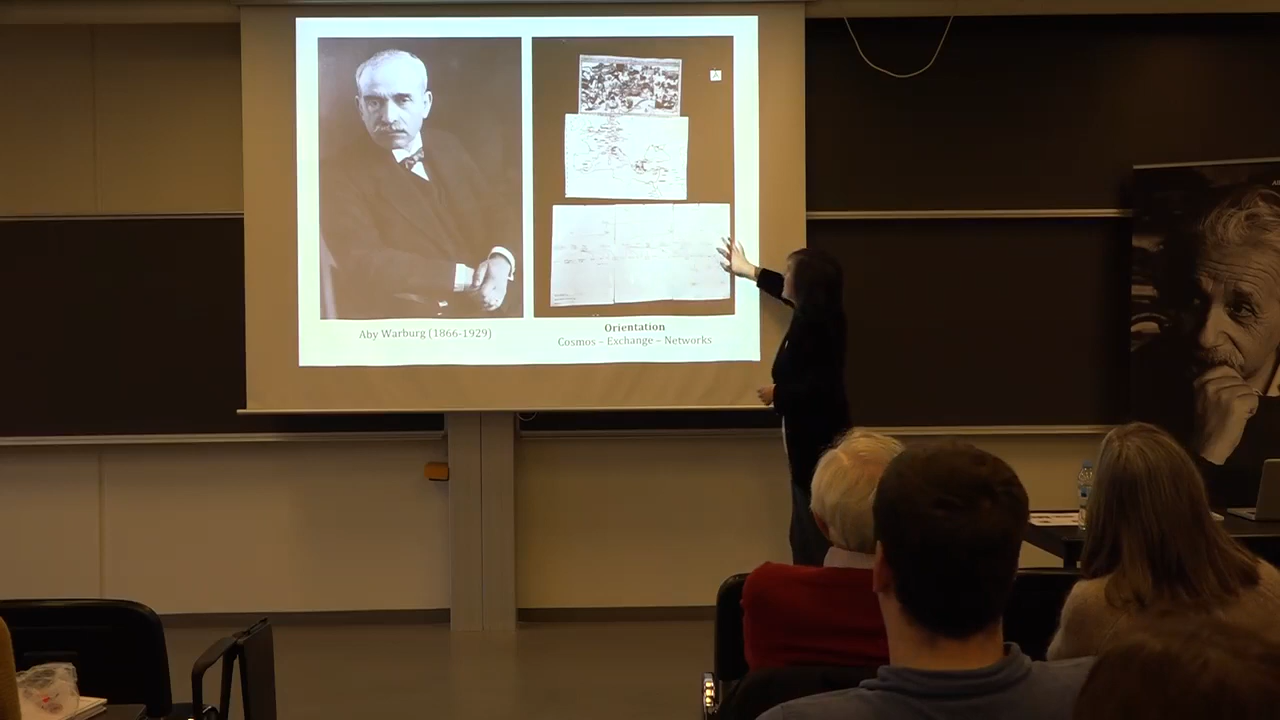 A
Aby Warburg (1866-1929)
Orientation
Cosmos – Exchange – Networks